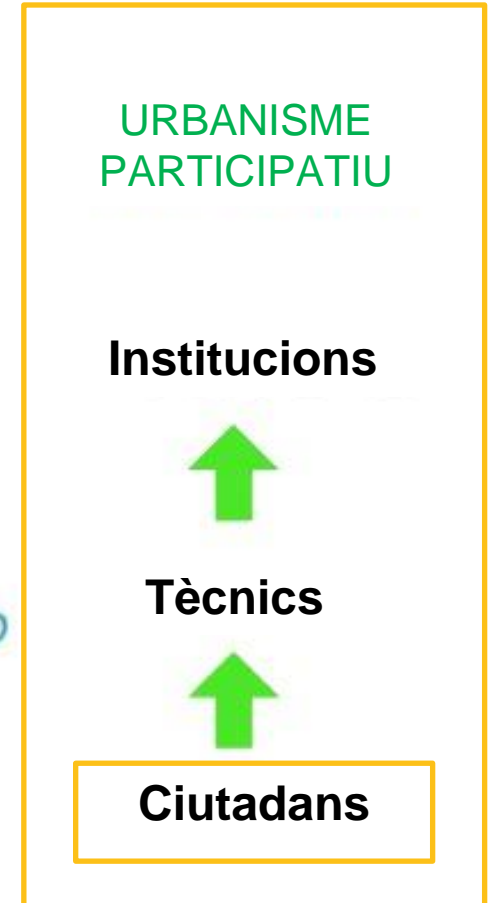 URBANISME
PARTICIPATIU
Institucions
Tècnics
Ciutadans